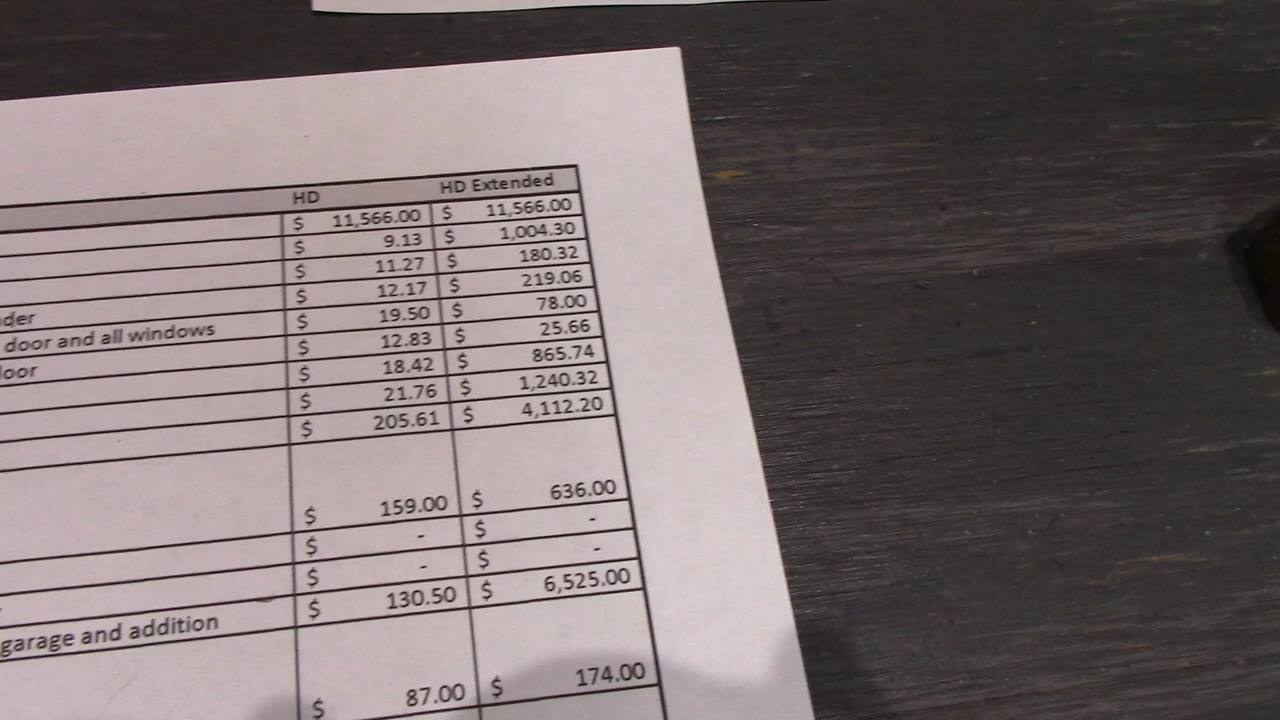 HD HD Extended
$ 11,566.00 $ 11,566.00
$ 9.13 $ 1,004.30
$ 11.27 $ 180.32
$ 12.17 $ 219.06
der $ 19.50 $ 78.00
door and all windows $ 12.83 $ 25.66
loor $ 18.42 $ 865.74
$ 21.76 $ 1,240.32
$ 205.61 $ 4,112.20
$ 159.00 $ 636.00
$ - $ -
$ - $ -
garage and addition $ 130.50 $ 6,525.00
$ 87.00 $ 174.00